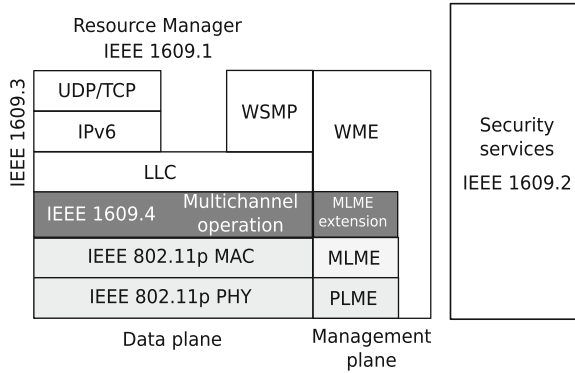 Resource Manager
IEEE 1609.1
IEEE 1609.3
UDP/TCP
IPv6
WSMP
WME
LLC
IEEE 1609.4
Multichannel
operation
MLME
extension
IEEE 802.11p MAC
MLME
IEEE 802.11p PHY
PLME
Data plane
Management
plane
Security
services
IEEE 1609.2